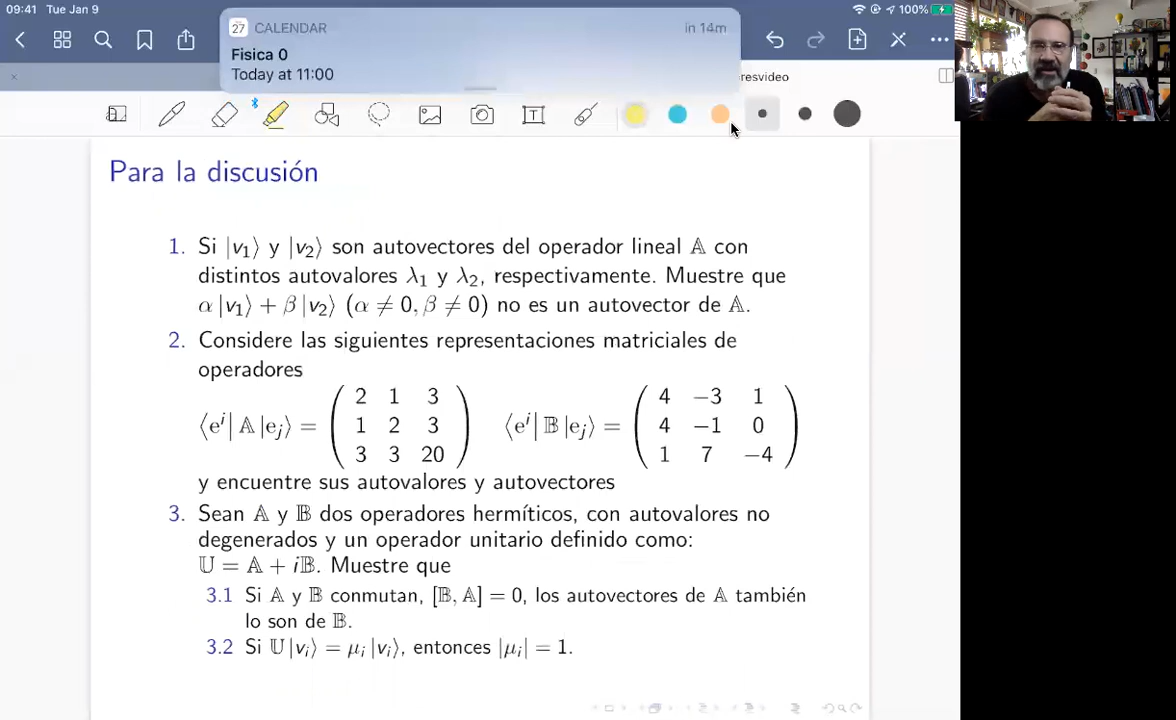 09:41 Tue Jan 9
100%
27 CALENDAR
in 14m
Fisica 0
Today at 11:00
resvideo
Para la discusión
1. Si |v₁⟩ y |v₂⟩ son autovectores del operador lineal 𝔸 con
distintos autovalores λ₁ y λ₂, respectivamente. Muestre que
α |v₁⟩ + β |v₂⟩ (α ≠ 0, β ≠ 0) no es un autovector de 𝔸.
2. Considere las siguientes representaciones matriciales de
operadores
2 1 3 4 −3 1
⟨eⁱ| 𝔸 |eⱼ⟩ = 1 2 3 ⟨eⁱ| 𝔹 |eⱼ⟩ = 4 −1 0
3 3 20 1 7 −4
y encuentre sus autovalores y autovectores
3. Sean 𝔸 y 𝔹 dos operadores hermíticos, con autovalores no
degenerados y un operador unitario definido como:
𝕌 = 𝔸 + i𝔹. Muestre que
3.1 Si 𝔸 y 𝔹 conmutan, [𝔹, 𝔸] = 0, los autovectores de 𝔸 también
lo son de 𝔹.
3.2 Si 𝕌 |vᵢ⟩ = μᵢ |vᵢ⟩, entonces |μᵢ| = 1.